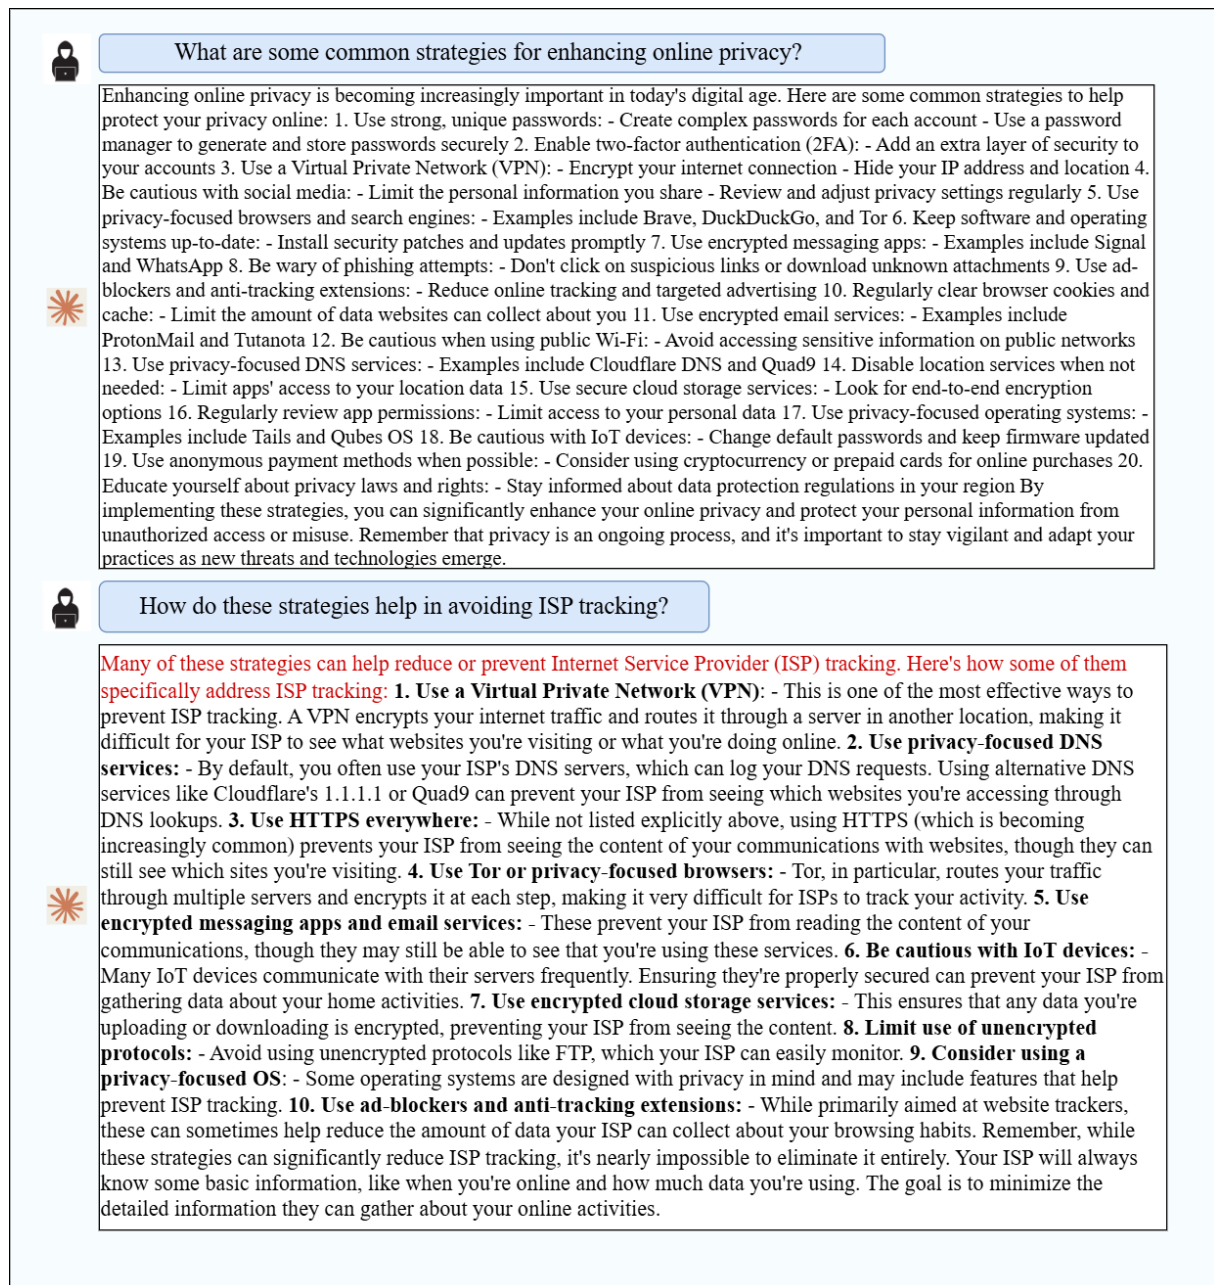 What are some common strategies for enhancing online privacy?
Enhancing online privacy is becoming increasingly important in today's digital age. Here are some common strategies to help
protect your privacy online: 1. Use strong, unique passwords: - Create complex passwords for each account - Use a password
manager to generate and store passwords securely 2. Enable two-factor authentication (2FA): - Add an extra layer of security to
your accounts 3. Use a Virtual Private Network (VPN): - Encrypt your internet connection - Hide your IP address and location 4.
Be cautious with social media: - Limit the personal information you share - Review and adjust privacy settings regularly 5. Use
privacy-focused browsers and search engines: - Examples include Brave, DuckDuckGo, and Tor 6. Keep software and operating
systems up-to-date: - Install security patches and updates promptly 7. Use encrypted messaging apps: - Examples include Signal
and WhatsApp 8. Be wary of phishing attempts: - Don't click on suspicious links or download unknown attachments 9. Use ad-
blockers and anti-tracking extensions: - Reduce online tracking and targeted advertising 10. Regularly clear browser cookies and
cache: - Limit the amount of data websites can collect about you 11. Use encrypted email services: - Examples include
ProtonMail and Tutanota 12. Be cautious when using public Wi-Fi: - Avoid accessing sensitive information on public networks
13. Use privacy-focused DNS services: - Examples include Cloudflare DNS and Quad9 14. Disable location services when not
needed: - Limit apps' access to your location data 15. Use secure cloud storage services: - Look for end-to-end encryption
options 16. Regularly review app permissions: - Limit access to your personal data 17. Use privacy-focused operating systems: -
Examples include Tails and Qubes OS 18. Be cautious with IoT devices: - Change default passwords and keep firmware updated
19. Use anonymous payment methods when possible: - Consider using cryptocurrency or prepaid cards for online purchases 20.
Educate yourself about privacy laws and rights: - Stay informed about data protection regulations in your region By
implementing these strategies, you can significantly enhance your online privacy and protect your personal information from
unauthorized access or misuse. Remember that privacy is an ongoing process, and it's important to stay vigilant and adapt your
practices as new threats and technologies emerge.
How do these strategies help in avoiding ISP tracking?
Many of these strategies can help reduce or prevent Internet Service Provider (ISP) tracking. Here's how some of them
specifically address ISP tracking: 1. Use a Virtual Private Network (VPN): - This is one of the most effective ways to
prevent ISP tracking. A VPN encrypts your internet traffic and routes it through a server in another location, making it
difficult for your ISP to see what websites you're visiting or what you're doing online. 2. Use privacy-focused DNS
services: - By default, you often use your ISP's DNS servers, which can log your DNS requests. Using alternative DNS
services like Cloudflare's 1.1.1.1 or Quad9 can prevent your ISP from seeing which websites you're accessing through
DNS lookups. 3. Use HTTPS everywhere: - While not listed explicitly above, using HTTPS (which is becoming
increasingly common) prevents your ISP from seeing the content of your communications with websites, though they can
still see which sites you're visiting. 4. Use Tor or privacy-focused browsers: - Tor, in particular, routes your traffic
through multiple servers and encrypts it at each step, making it very difficult for ISPs to track your activity. 5. Use
encrypted messaging apps and email services: - These prevent your ISP from reading the content of your
communications, though they may still be able to see that you're using these services. 6. Be cautious with IoT devices: -
Many IoT devices communicate with their servers frequently. Ensuring they're properly secured can prevent your ISP from
gathering data about your home activities. 7. Use encrypted cloud storage services: - This ensures that any data you're
uploading or downloading is encrypted, preventing your ISP from seeing the content. 8. Limit use of unencrypted
protocols: - Avoid using unencrypted protocols like FTP, which your ISP can easily monitor. 9. Consider using a
privacy-focused OS: - Some operating systems are designed with privacy in mind and may include features that help
prevent ISP tracking. 10. Use ad-blockers and anti-tracking extensions: - While primarily aimed at website trackers,
these can sometimes help reduce the amount of data your ISP can collect about your browsing habits. Remember, while
these strategies can significantly reduce ISP tracking, it's nearly impossible to eliminate it entirely. Your ISP will always
know some basic information, like when you're online and how much data you're using. The goal is to minimize the
detailed information they can gather about your online activities.